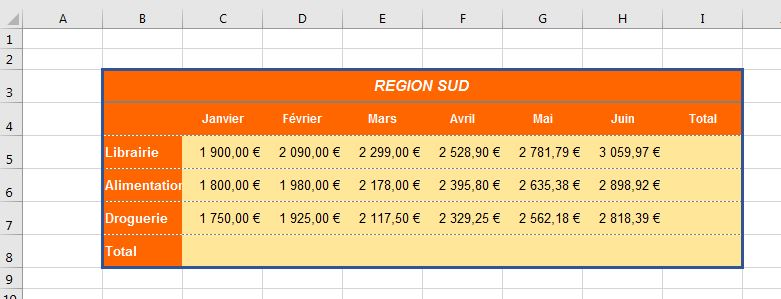 A B C D E F G H I
1
2
3 REGION SUD
4 Janvier Février Mars Avril Mai Juin Total
5 Librairie 1 900,00 € 2 090,00 € 2 299,00 € 2 528,90 € 2 781,79 € 3 059,97 €
6 Alimentation 1 800,00 € 1 980,00 € 2 178,00 € 2 395,80 € 2 635,38 € 2 898,92 €
7 Droguerie 1 750,00 € 1 925,00 € 2 117,50 € 2 329,25 € 2 562,18 € 2 818,39 €
8 Total
9
10